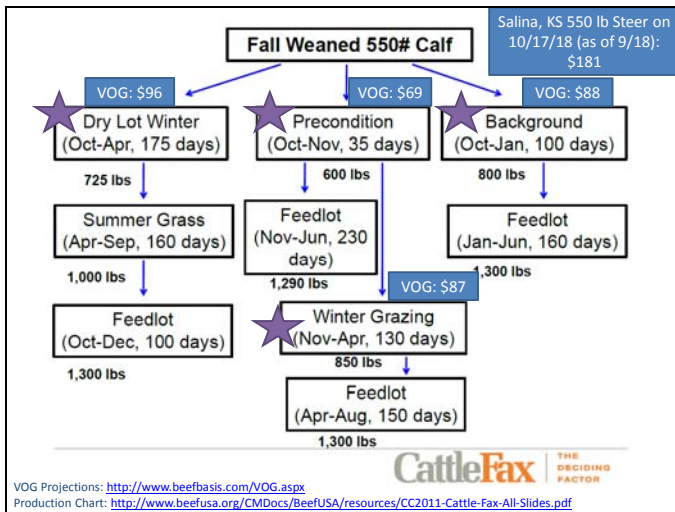 Salina, KS 550 lb Steer on
10/17/18 (as of 9/18):
$181
Fall Weaned 550# Calf
VOG: $96
VOG: $69
VOG: $88
Dry Lot Winter
(Oct-Apr, 175 days)
Precondition
(Oct-Nov, 35 days)
Background
(Oct-Jan, 100 days)
725 lbs
600 lbs
800 lbs
Summer Grass
(Apr-Sep, 160 days)
Feedlot
(Nov-Jun, 230
days)
Feedlot
(Jan-Jun, 160 days)
1,000 lbs
1,290 lbs
1,300 lbs
VOG: $87
Feedlot
(Oct-Dec, 100 days)
Winter Grazing
(Nov-Apr, 130 days)
1,300 lbs
850 lbs
Feedlot
(Apr-Aug, 150 days)
1,300 lbs
CattleFax
THE
DECIDING
FACTOR
VOG Projections: http://www.beefbasis.com/VOG.aspx
Production Chart: http://www.beefusa.org/CMDocs/BeefUSA/resources/CC2011-Cattle-Fax-All-Slides.pdf